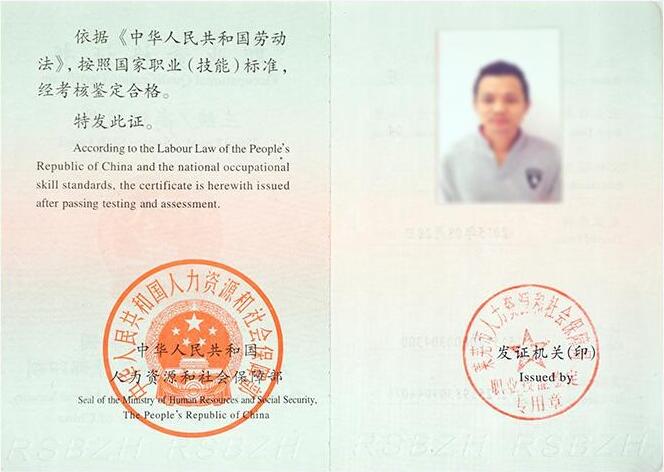 依据《中华人民共和国劳动
法》，按照国家职业（技能）标准，
经考核鉴定合格。
特发此证。
According to the Labour Law of the People's
Republic of China and the national occupational
skill standards, the certificate is herewith issued
after passing testing and assessment.
中华人民共和国人力资源和社会保障部
中华人民共和国
人力资源和社会保障部
Seal of the Ministry of Human Resources and Social Security,
The People's Republic of China
市人力资源和社会保障
发证机关(印)
Issued by
职业技能鉴定
专用章
RSBZH RSBZH RSBZH RSBZH